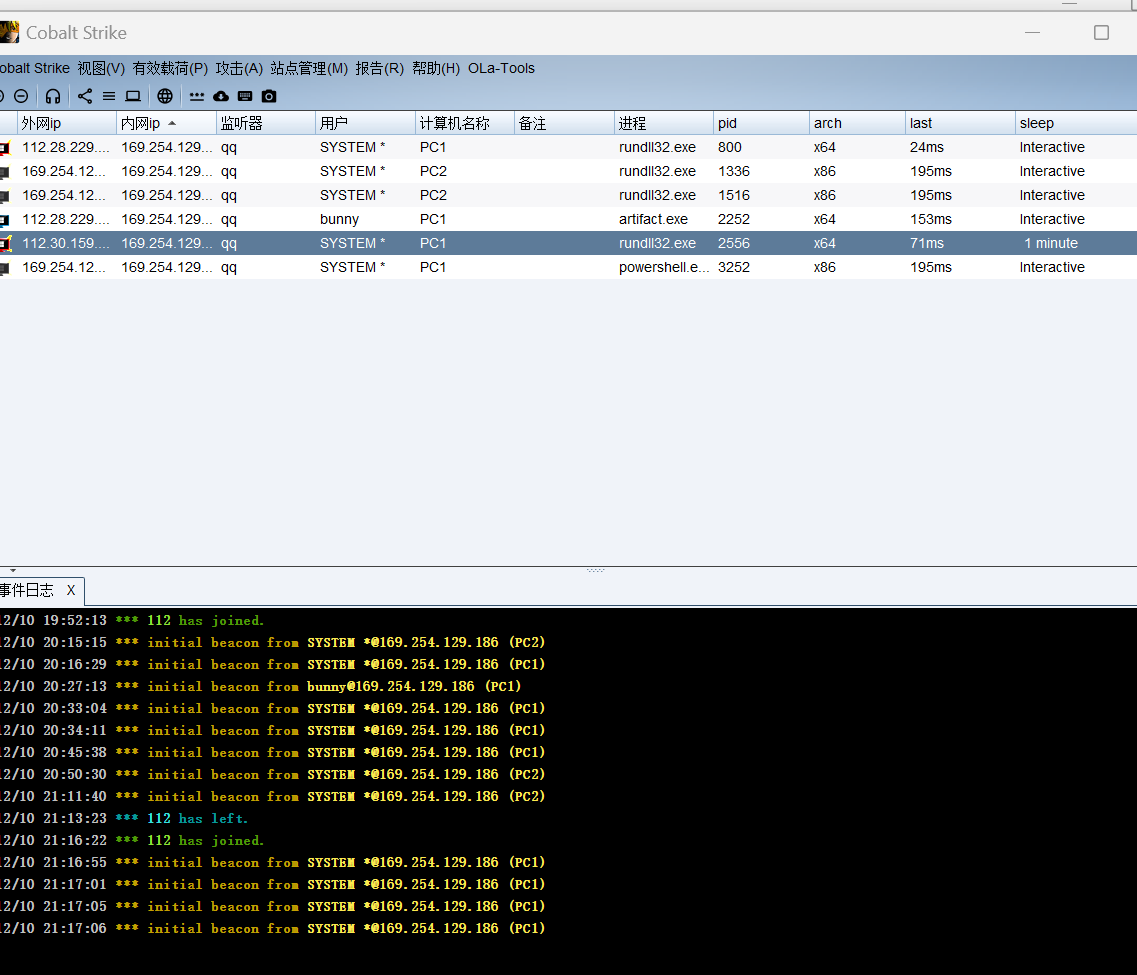 Cobalt Strike
obalt Strike 视图(V) 有效载荷(P) 攻击(A) 站点管理(M) 报告(R) 帮助(H) OLa-Tools
外网ip 内网ip 监听器 用户 计算机名称 备注 进程 pid arch last sleep
112.28.229.... 169.254.129... qq SYSTEM * PC1 rundll32.exe 800 x64 24ms Interactive
169.254.12... 169.254.129... qq SYSTEM * PC2 rundll32.exe 1336 x86 195ms Interactive
169.254.12... 169.254.129... qq SYSTEM * PC2 rundll32.exe 1516 x86 195ms Interactive
112.28.229.... 169.254.129... qq bunny PC1 artifact.exe 2252 x64 153ms Interactive
112.30.159.... 169.254.129... qq SYSTEM * PC1 rundll32.exe 2556 x64 71ms 1 minute
169.254.12... 169.254.129... qq SYSTEM * PC1 powershell.e... 3252 x86 195ms Interactive
事件日志 X
12/10 19:52:13 *** 112 has joined.
12/10 20:15:15 *** initial beacon from SYSTEM *@169.254.129.186 (PC2)
12/10 20:16:29 *** initial beacon from SYSTEM *@169.254.129.186 (PC1)
12/10 20:27:13 *** initial beacon from bunny@169.254.129.186 (PC1)
12/10 20:33:04 *** initial beacon from SYSTEM *@169.254.129.186 (PC1)
12/10 20:34:11 *** initial beacon from SYSTEM *@169.254.129.186 (PC1)
12/10 20:45:38 *** initial beacon from SYSTEM *@169.254.129.186 (PC1)
12/10 20:50:30 *** initial beacon from SYSTEM *@169.254.129.186 (PC2)
12/10 21:11:40 *** initial beacon from SYSTEM *@169.254.129.186 (PC2)
12/10 21:13:23 *** 112 has left.
12/10 21:16:22 *** 112 has joined.
12/10 21:16:55 *** initial beacon from SYSTEM *@169.254.129.186 (PC1)
12/10 21:17:01 *** initial beacon from SYSTEM *@169.254.129.186 (PC1)
12/10 21:17:05 *** initial beacon from SYSTEM *@169.254.129.186 (PC1)
12/10 21:17:06 *** initial beacon from SYSTEM *@169.254.129.186 (PC1)